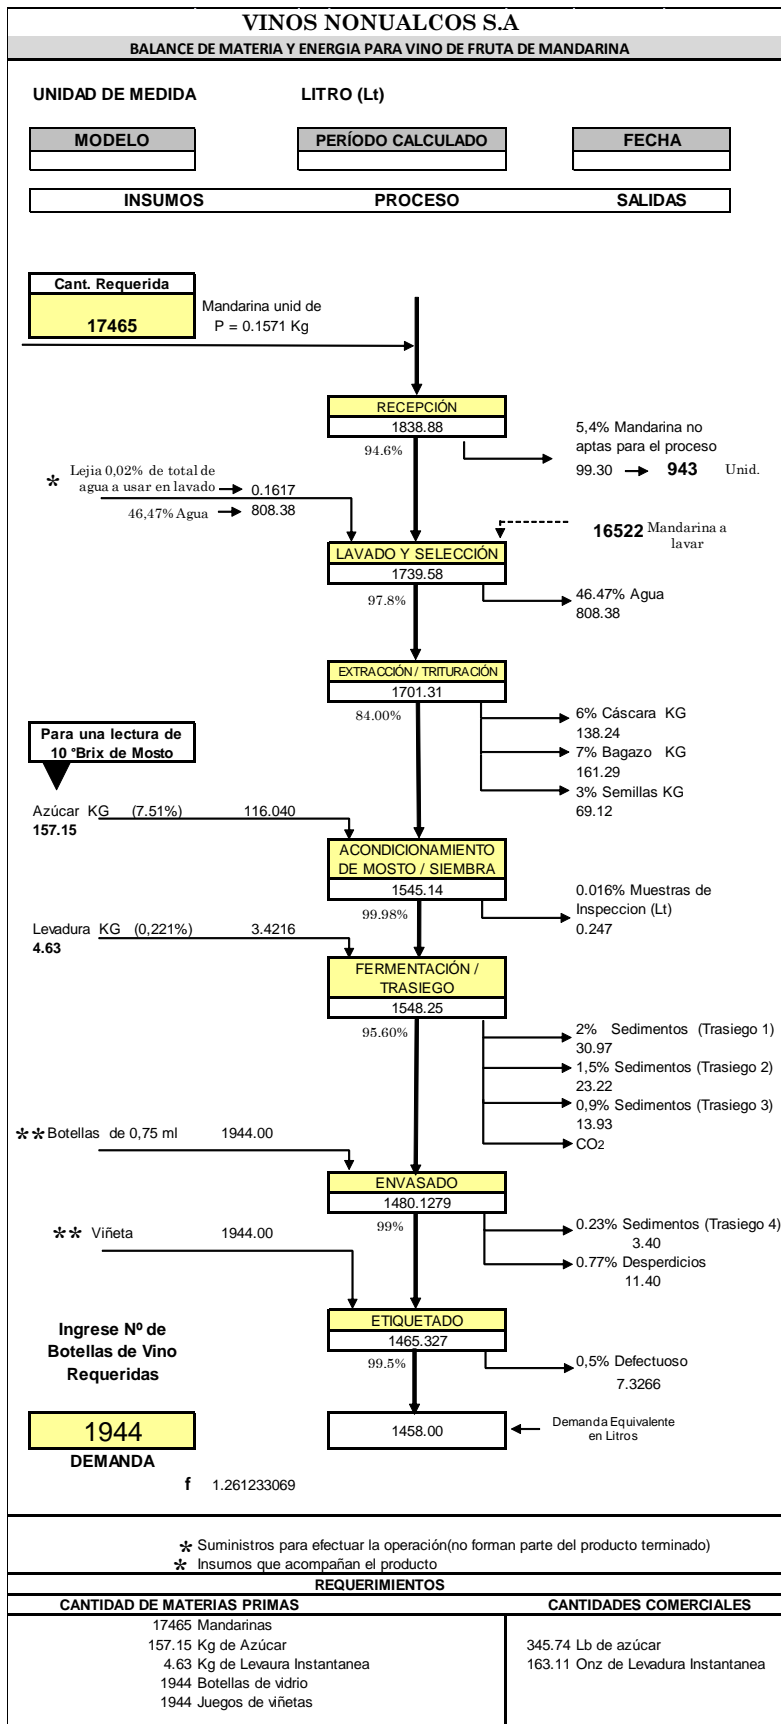 VINOS NONUALCOS S.A
BALANCE DE MATERIA Y ENERGIA PARA VINO DE FRUTA DE MANDARINA
UNIDAD DE MEDIDA LITRO (Lt)
MODELO PERÍODO CALCULADO FECHA
INSUMOS PROCESO SALIDAS
Cant. Requerida
17465
Mandarina unid de
P = 0.1571 Kg
RECEPCIÓN
1838.88
94.6%
5,4% Mandarina no
aptas para el proceso
99.30 943 Unid.
* Lejia 0,02% de total de
agua a usar en lavado 0.1617
46,47% Agua 808.38
16522 Mandarina a
lavar
LAVADO Y SELECCIÓN
1739.58
97.8%
46.47% Agua
808.38
EXTRACCIÓN / TRITURACIÓN
1701.31
84.00%
6% Cáscara KG
138.24
7% Bagazo KG
161.29
3% Semillas KG
69.12
Para una lectura de
10 °Brix de Mosto
Azúcar KG (7.51%) 116.040
157.15
ACONDICIONAMIENTO
DE MOSTO / SIEMBRA
1545.14
99.98%
0.016% Muestras de
Inspeccion (Lt)
0.247
Levadura KG (0,221%) 3.4216
4.63
FERMENTACIÓN /
TRASIEGO
1548.25
95.60%
2% Sedimentos (Trasiego 1)
30.97
1,5% Sedimentos (Trasiego 2)
23.22
0,9% Sedimentos (Trasiego 3)
13.93
CO2
**Botellas de 0,75 ml 1944.00
ENVASADO
1480.1279
99%
0.23% Sedimentos (Trasiego 4)
3.40
0.77% Desperdicios
11.40
** Viñeta 1944.00
ETIQUETADO
1465.327
99.5%
0,5% Defectuoso
7.3266
Ingrese Nº de
Botellas de Vino
Requeridas
1944
DEMANDA
1458.00
Demanda Equivalente
en Litros
f 1.261233069
* Suministros para efectuar la operación(no forman parte del producto terminado)
* Insumos que acompañan el producto
REQUERIMIENTOS
CANTIDAD DE MATERIAS PRIMAS CANTIDADES COMERCIALES
17465 Mandarinas
157.15 Kg de Azúcar 345.74 Lb de azúcar
4.63 Kg de Levaura Instantanea 163.11 Onz de Levadura Instantanea
1944 Botellas de vidrio
1944 Juegos de viñetas